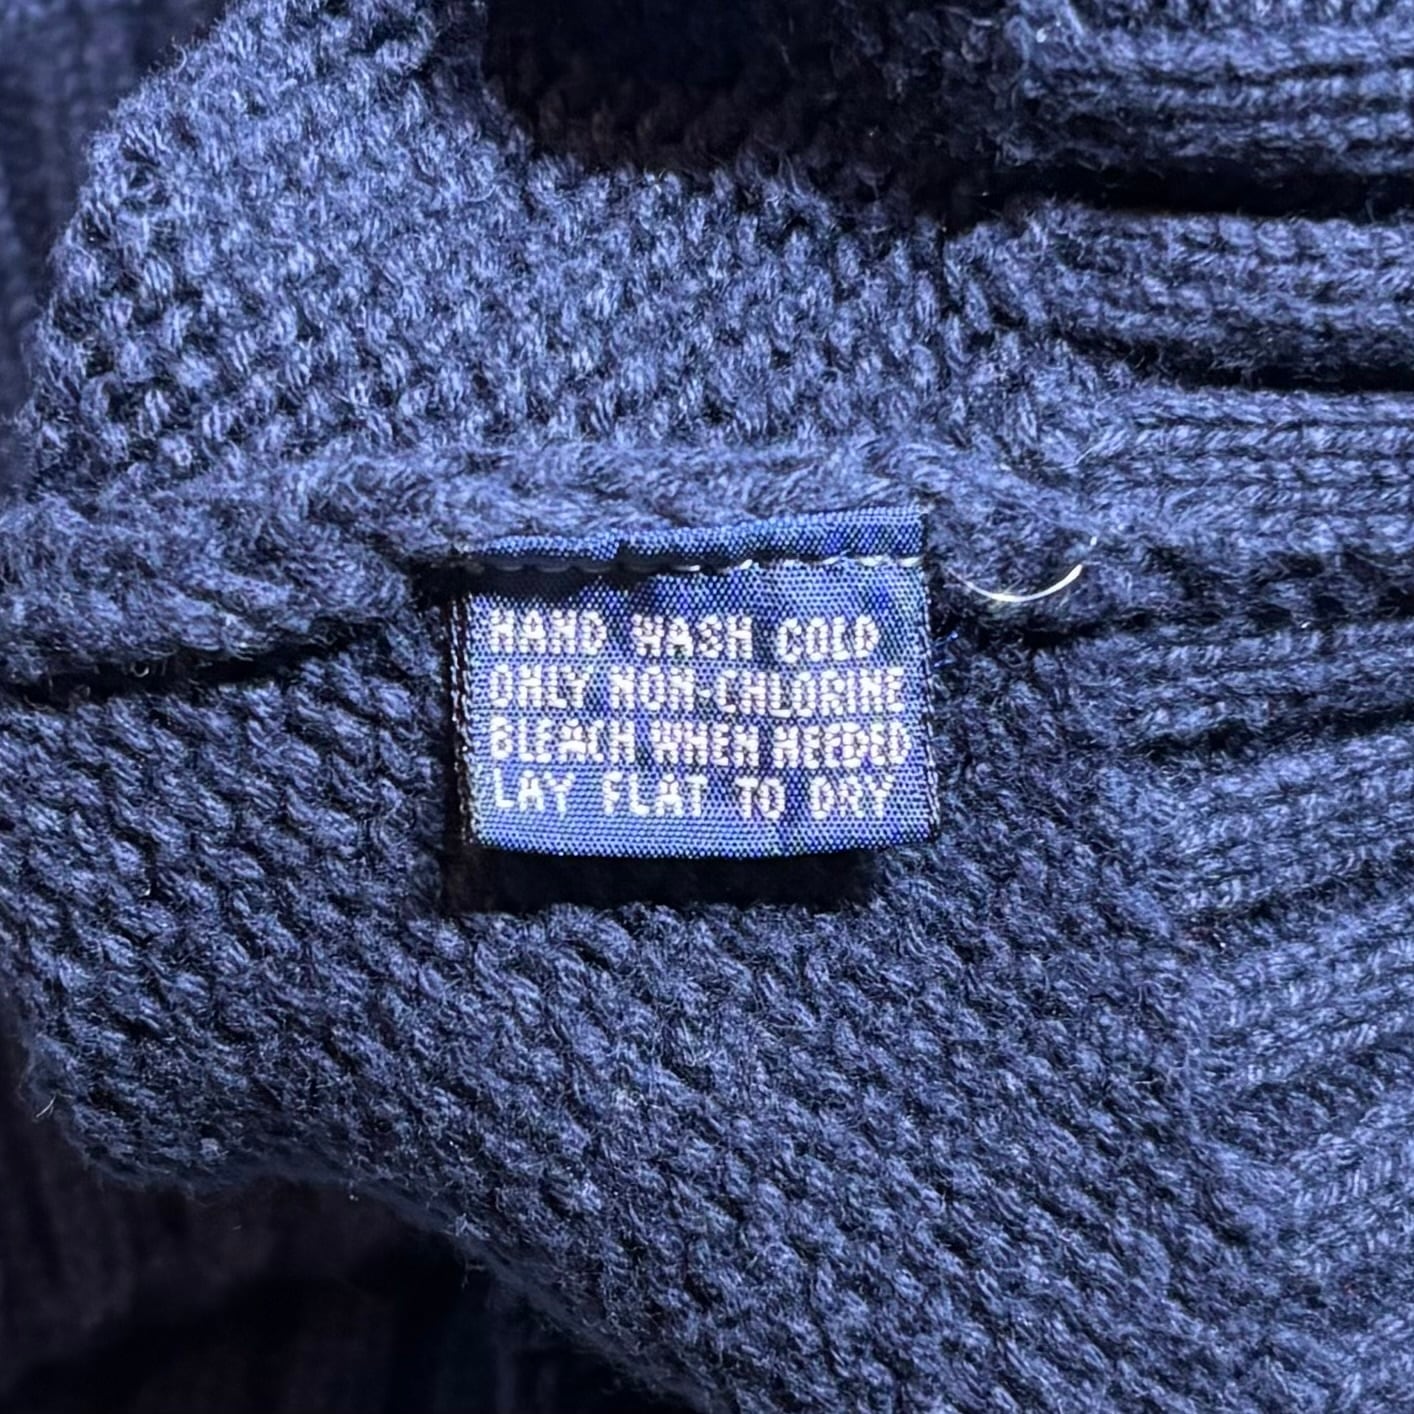 HAND WASH COLD
ONLY NON-CHLORINE
BLEACH WHEN NEEDED
LAY FLAT TO DRY